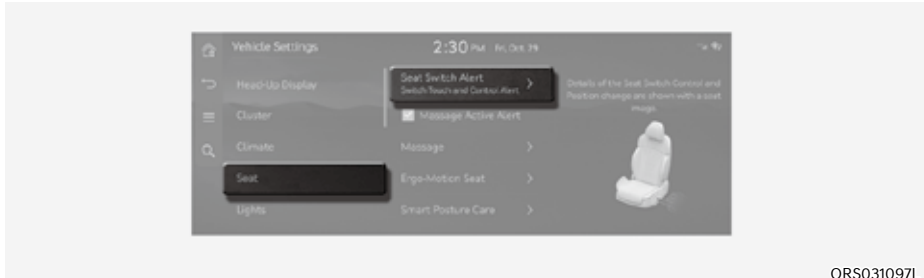 Vehicle Settings
2:30 PM Fri, Oct. 29
Head-Up Display
Cluster
Climate
Seat
Lights
Seat Switch Alert
Switch Touch and Control Alert
Massage Active Alert
Massage
Ergo-Motion Seat
Smart Posture Care
Details of the Seat Switch Control and
Position change are shown with a seat
image.
ORS031097L